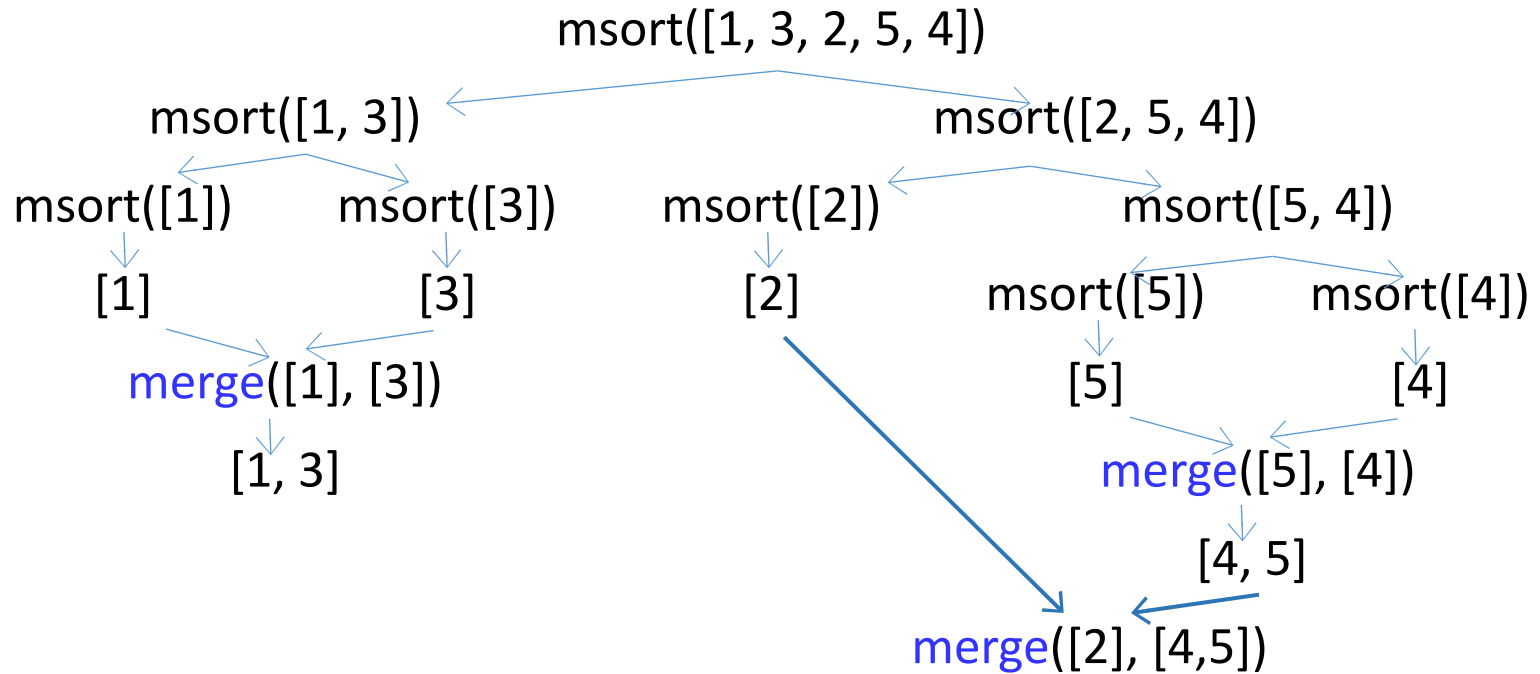 msort([1, 3, 2, 5, 4])
msort([1, 3]) msort([2, 5, 4])
msort([1]) msort([3]) msort([2]) msort([5, 4])
[1] [3] [2] msort([5]) msort([4])
merge([1], [3]) [5] [4]
[1, 3] merge([5], [4])
[4, 5]
merge([2], [4,5])